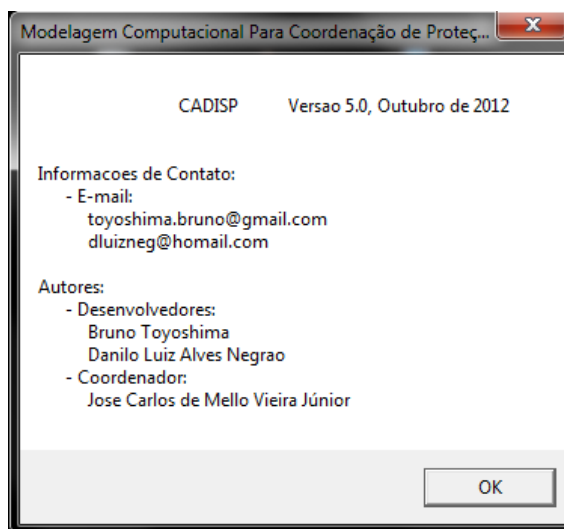 Modelagem Computacional Para Coordenação de Proteç...
CADISP Versao 5.0, Outubro de 2012
Informacoes de Contato:
- E-mail:
toyoshima.bruno@gmail.com
dluizneg@homail.com
Autores:
- Desenvolvedores:
Bruno Toyoshima
Danilo Luiz Alves Negrao
- Coordenador:
Jose Carlos de Mello Vieira Júnior
OK